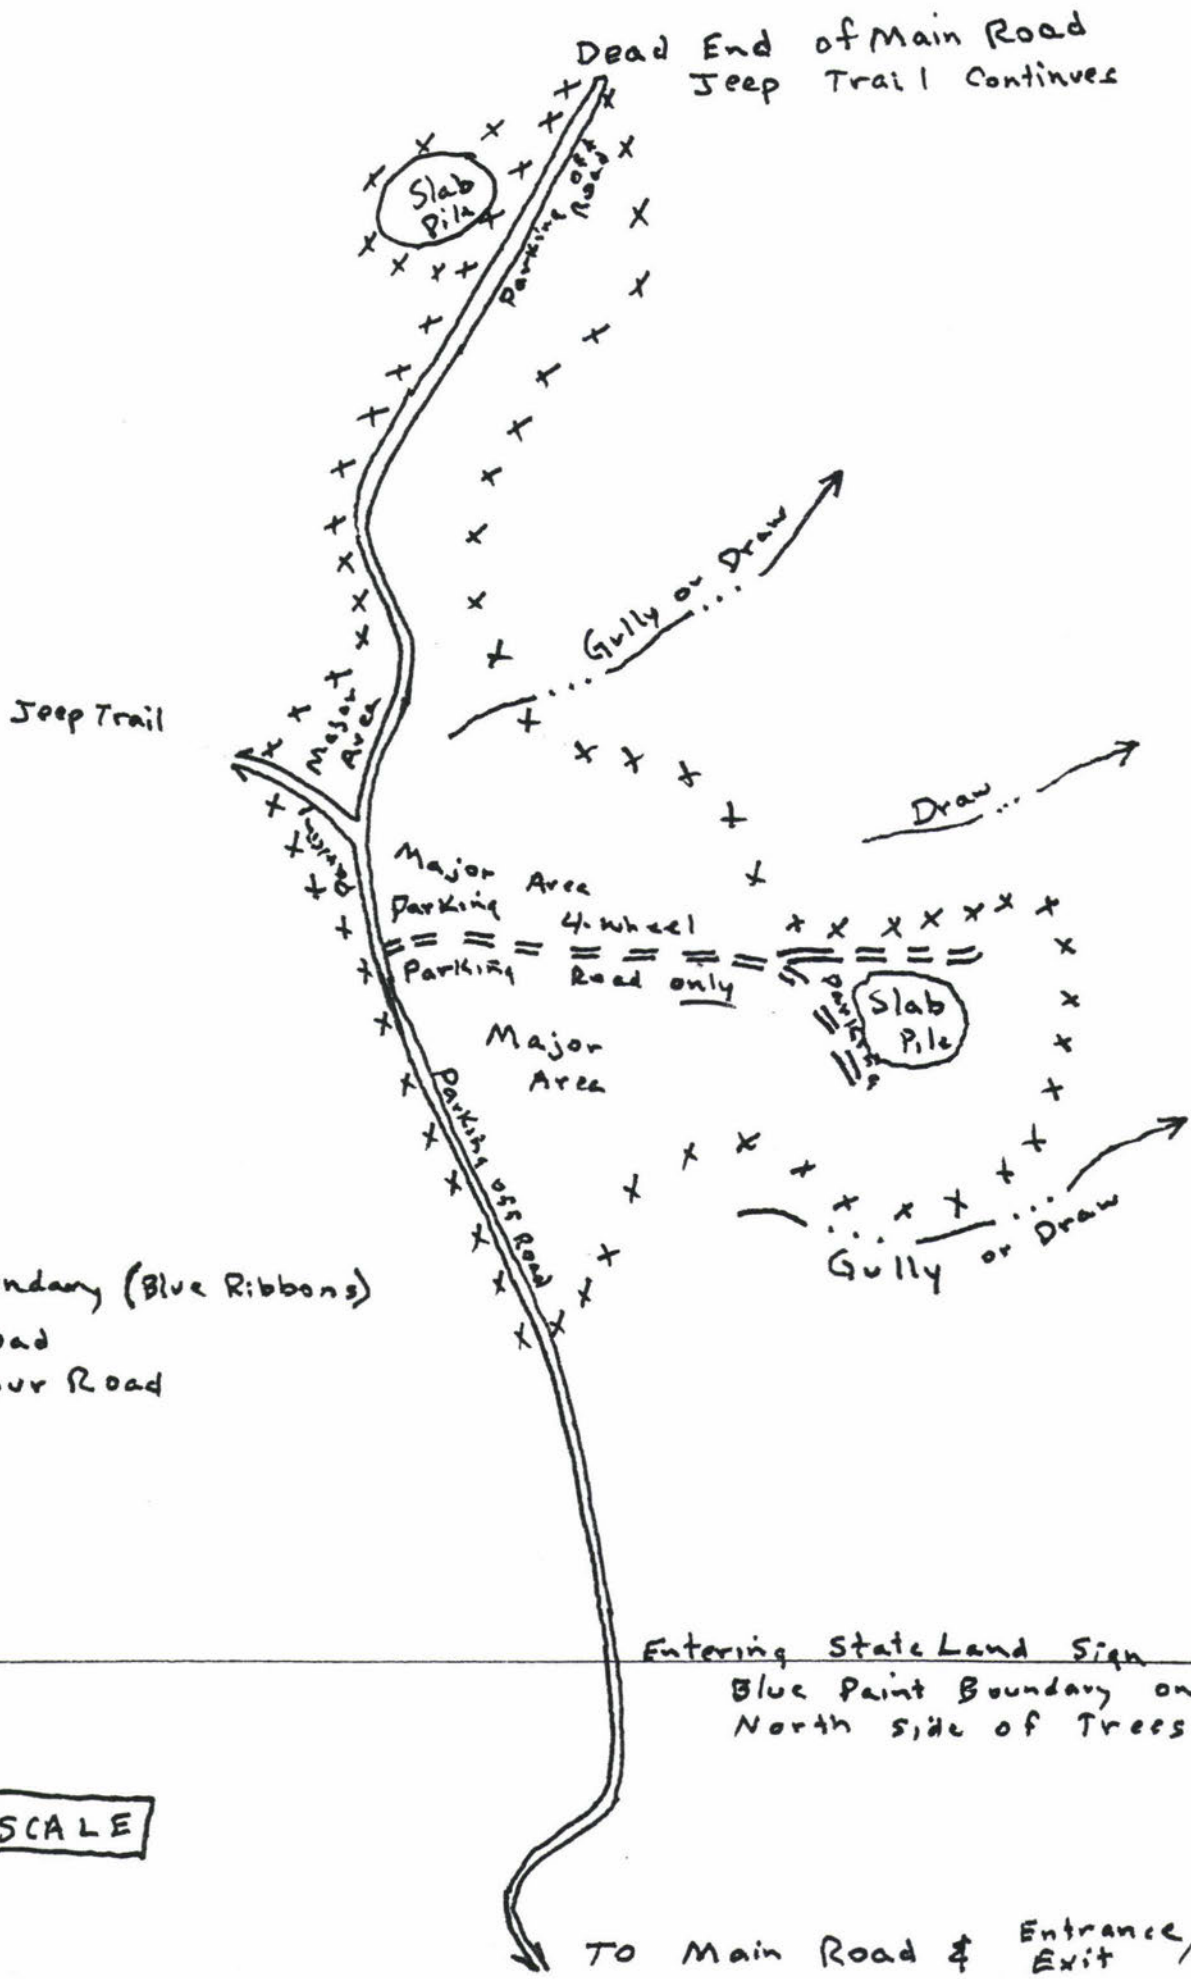 Dead End of Main Road
Jeep Trail Continues
Slab
Pile
Parking off
Road
Gully or Draw
Jeep Trail
Major
Area
Draw
Parking
Major Area
Parking 4-wheel
Parking Road only
Parking
Slab
Pile
Major
Area
Parking off Road
Gully or Draw
ndary (Blue Ribbons)
oad
ur Road
Entering State Land Sign
Blue Paint Boundary on
North side of Trees
SCALE
TO Main Road & Entrance/
Exit